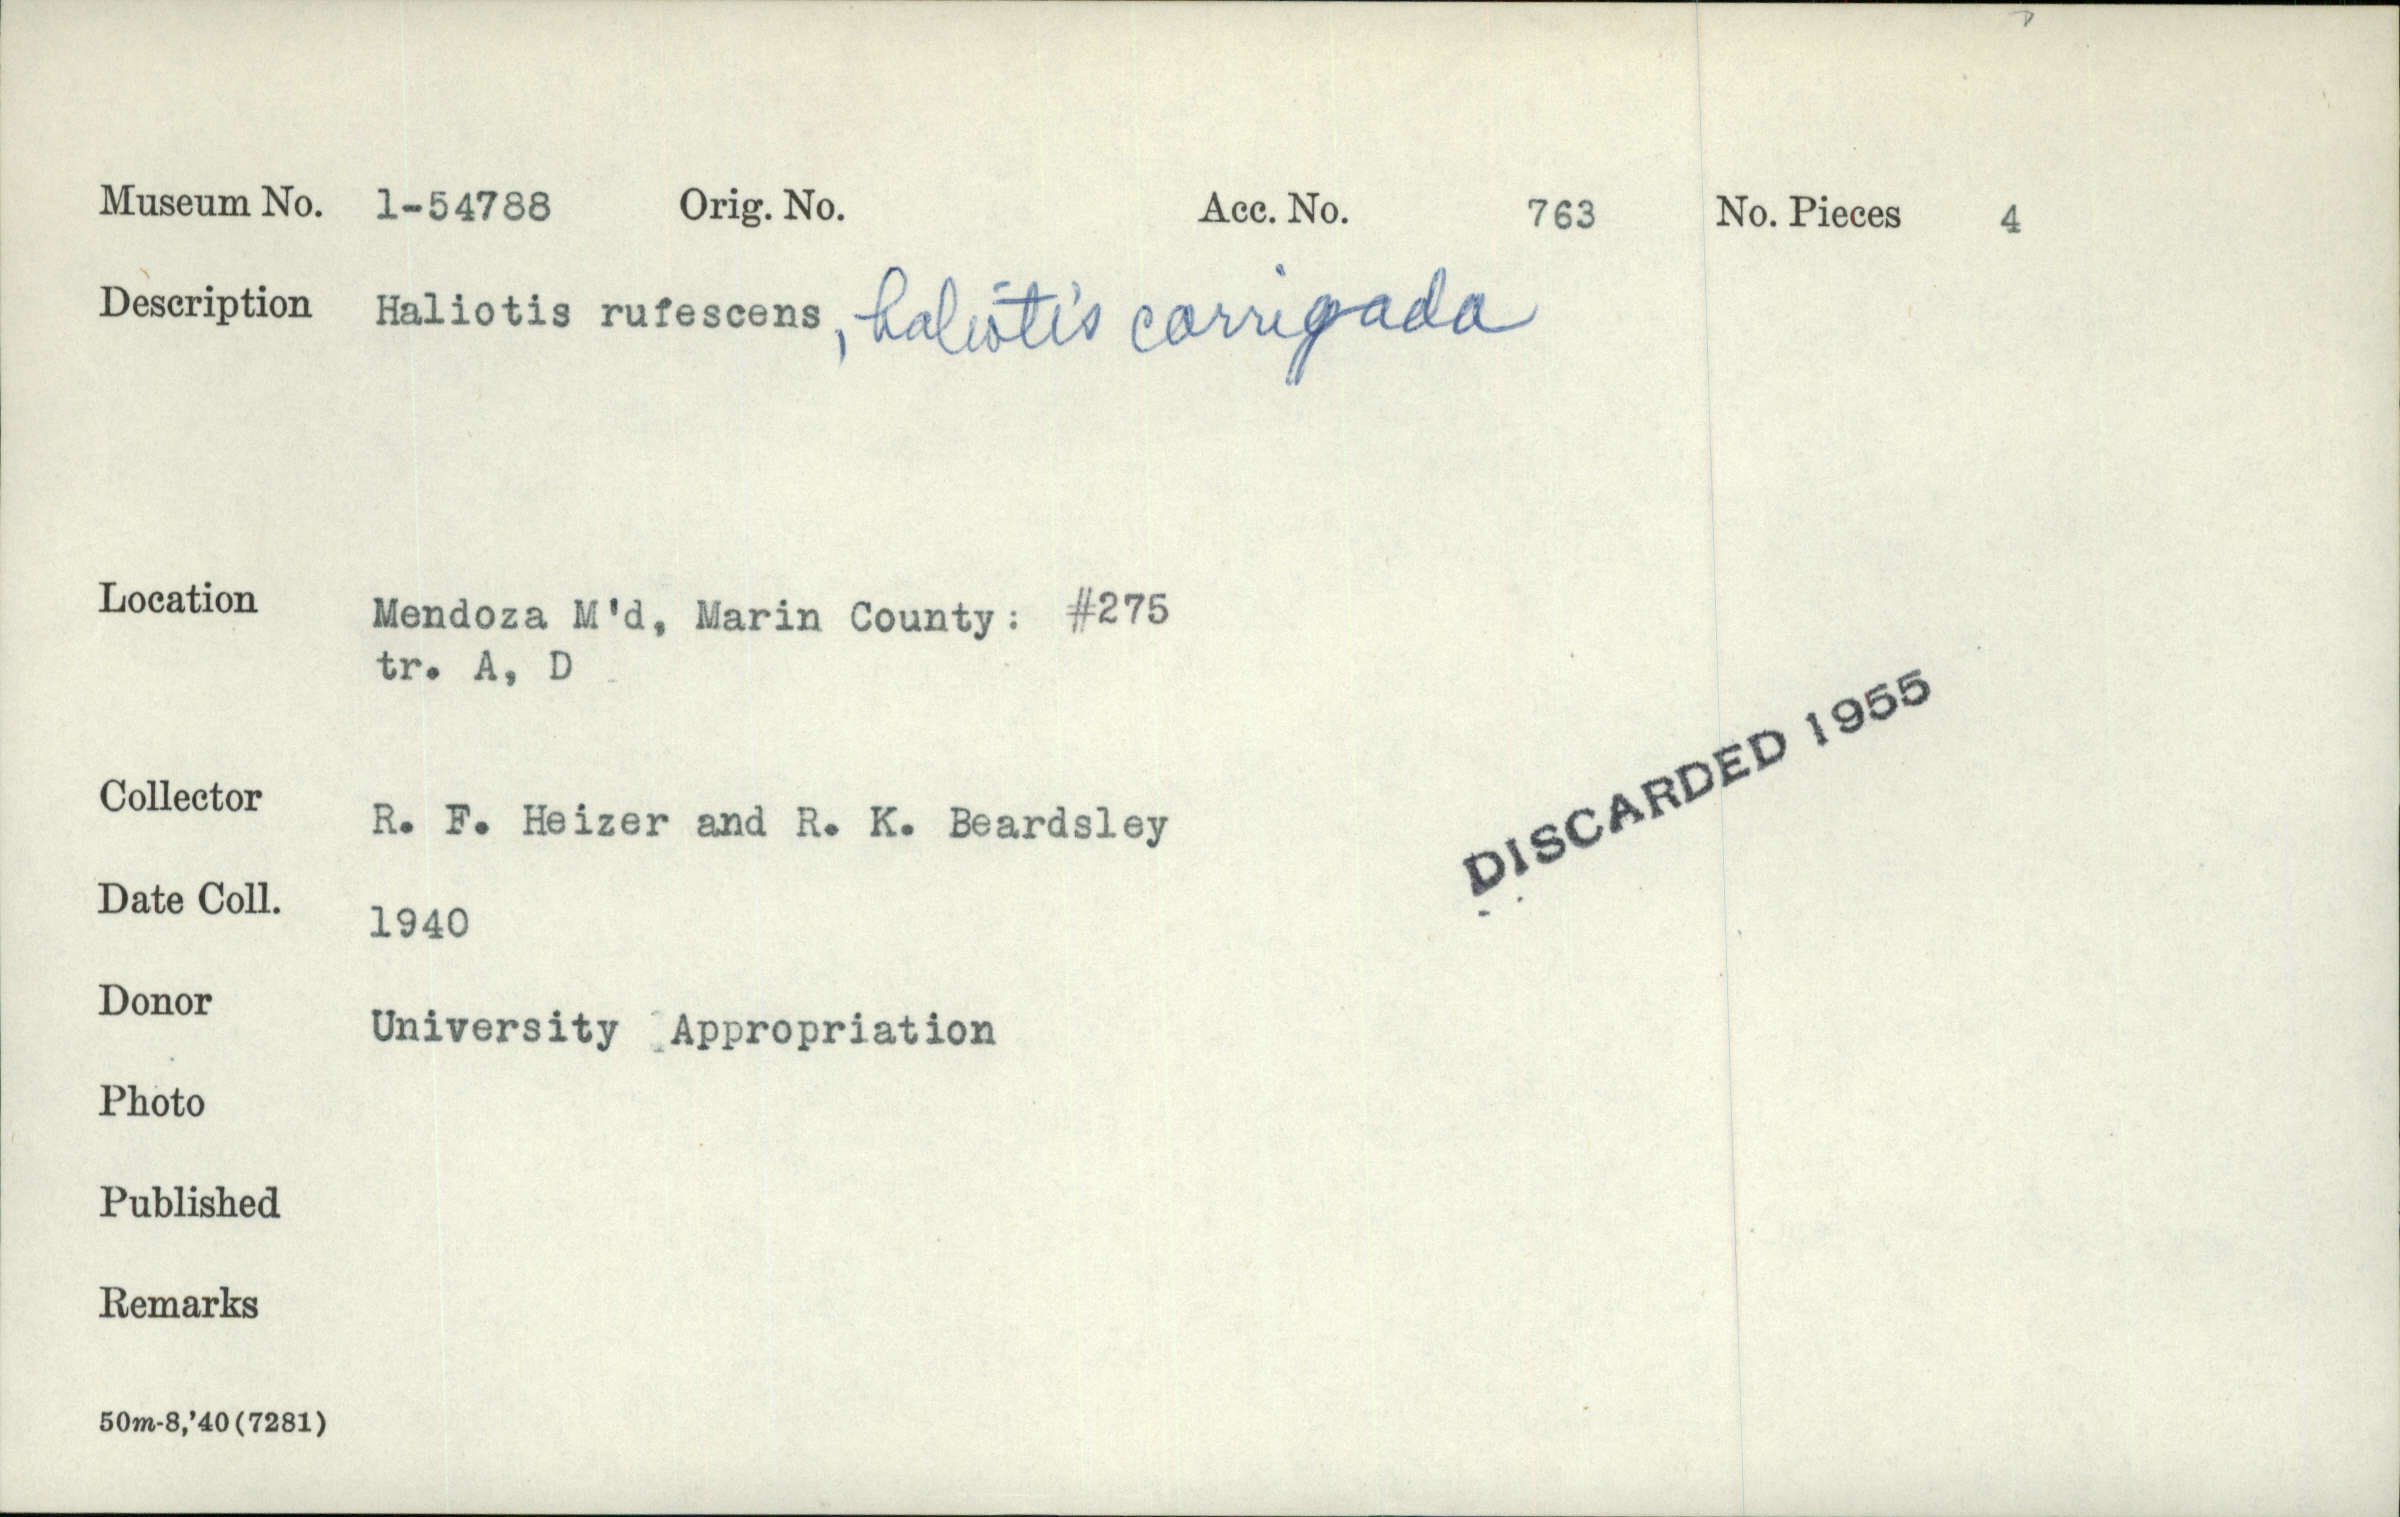 Museum No. 1-54788 Orig. No. Acc. No. 763 No. Pieces 4
Description Haliotis rufescens, haliotis corrigada
Location Mendoza M'd, Marin County: #275
tr. A, D
DISCARDED 1955
Collector R. F. Heizer and R. K. Beardsley
Date Coll. 1940
Donor University Appropriation
Photo
Published
Remarks
50m-8,'40(7281)